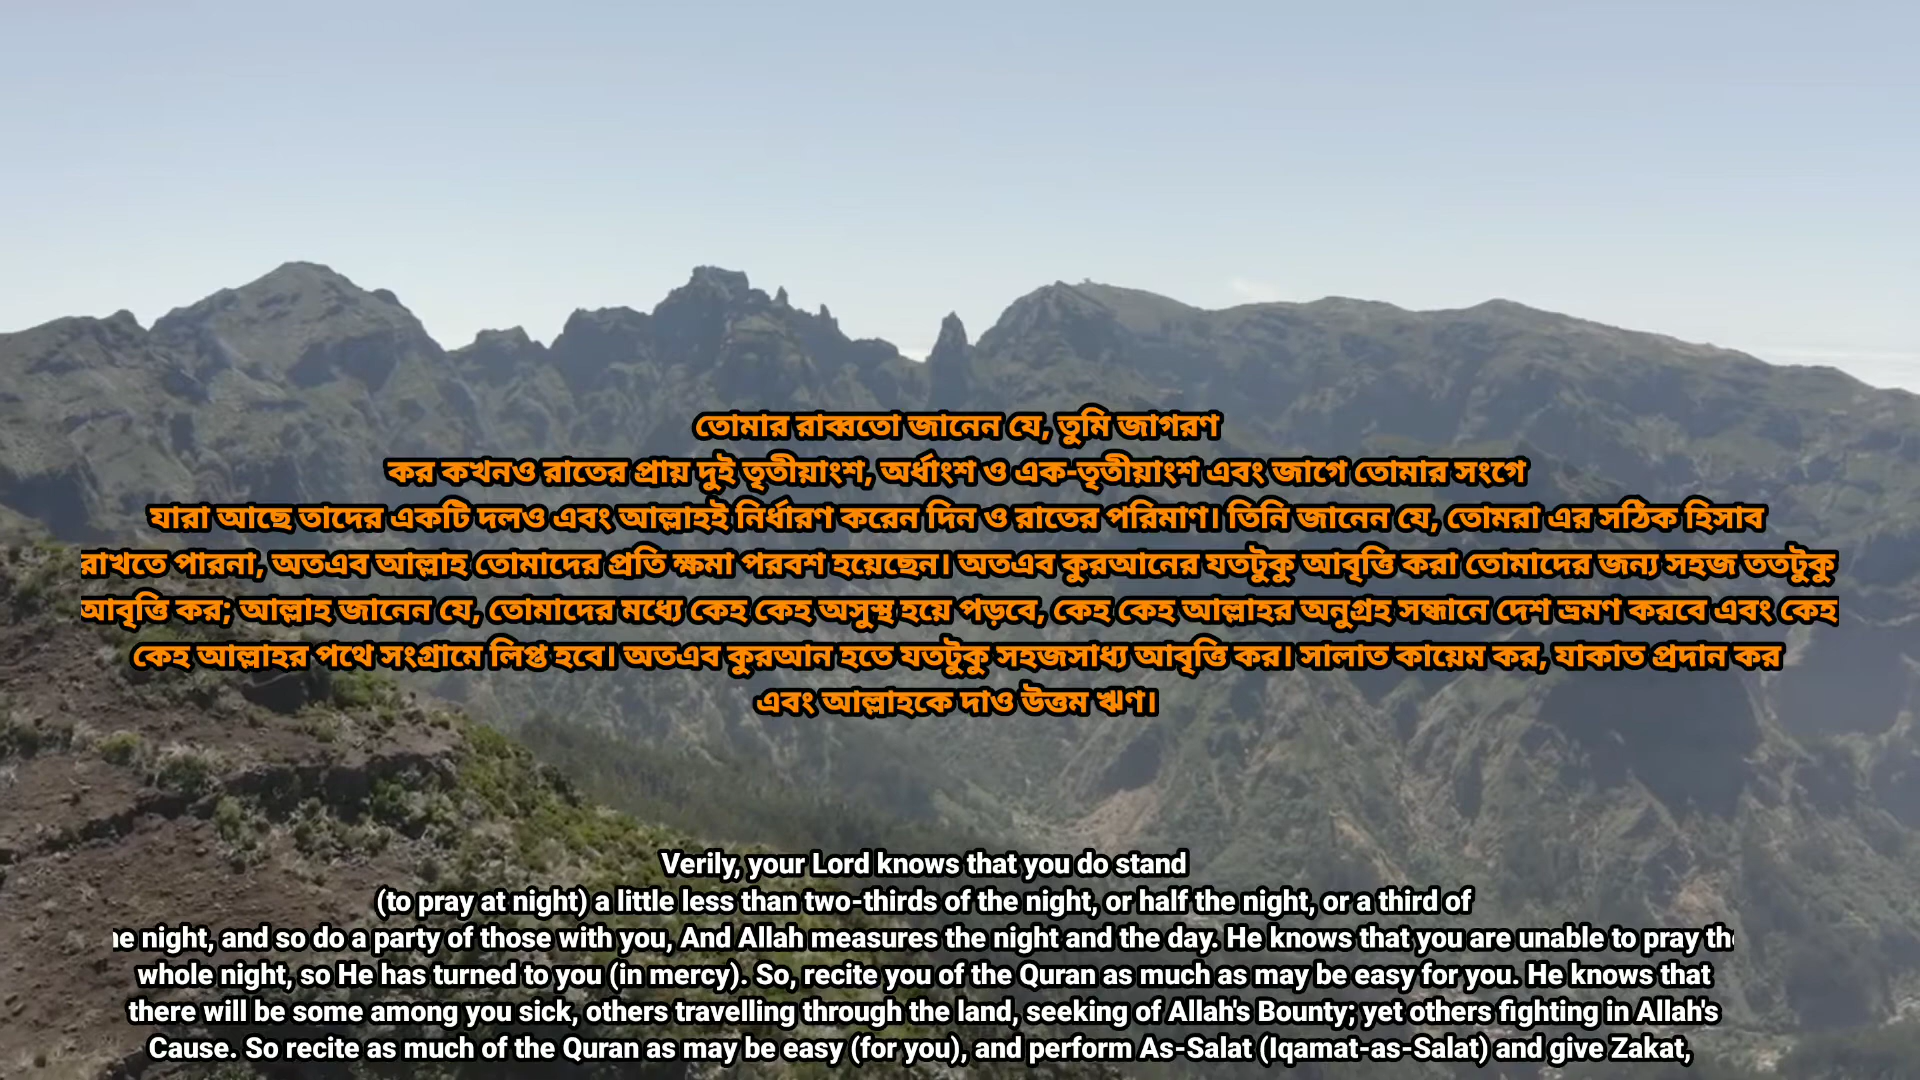 তোমার রাব্বতো জানেন যে, তুমি জাগরণ
কর কখনও রাতের প্রায় দুই তৃতীয়াংশ, অর্ধাংশ ও এক-তৃতীয়াংশ এবং জাগে তোমার সংগে
যারা আছে তাদের একটি দলও এবং আল্লাহই নির্ধারণ করেন দিন ও রাতের পরিমাণ। তিনি জানেন যে, তোমরা এর সঠিক হিসাব
রাখতে পারনা, অতএব আল্লাহ তোমাদের প্রতি ক্ষমা পরবশ হয়েছেন। অতএব কুরআনের যতটুকু আবৃত্তি করা তোমাদের জন্য সহজ ততটুকু
আবৃত্তি কর; আল্লাহ জানেন যে, তোমাদের মধ্যে কেহ কেহ অসুস্থ হয়ে পড়বে, কেহ কেহ আল্লাহর অনুগ্রহ সন্ধানে দেশ ভ্রমণ করবে এবং কেহ
কেহ আল্লাহর পথে সংগ্রামে লিপ্ত হবে। অতএব কুরআন হতে যতটুকু সহজসাধ্য আবৃত্তি কর। সালাত কায়েম কর, যাকাত প্রদান কর
এবং আল্লাহকে দাও উত্তম ঋণ।
Verily, your Lord knows that you do stand
(to pray at night) a little less than two-thirds of the night, or half the night, or a third of
night, and so do a party of those with you, And Allah measures the night and the day. He knows that you are unable to pray
whole night, so He has turned to you (in mercy). So, recite you of the Quran as much as may be easy for you. He knows that
there will be some among you sick, others travelling through the land, seeking of Allah's Bounty; yet others fighting in Allah's
Cause. So recite as much of the Quran as may be easy (for you), and perform As-Salat (Iqamat-as-Salat) and give Zakat,